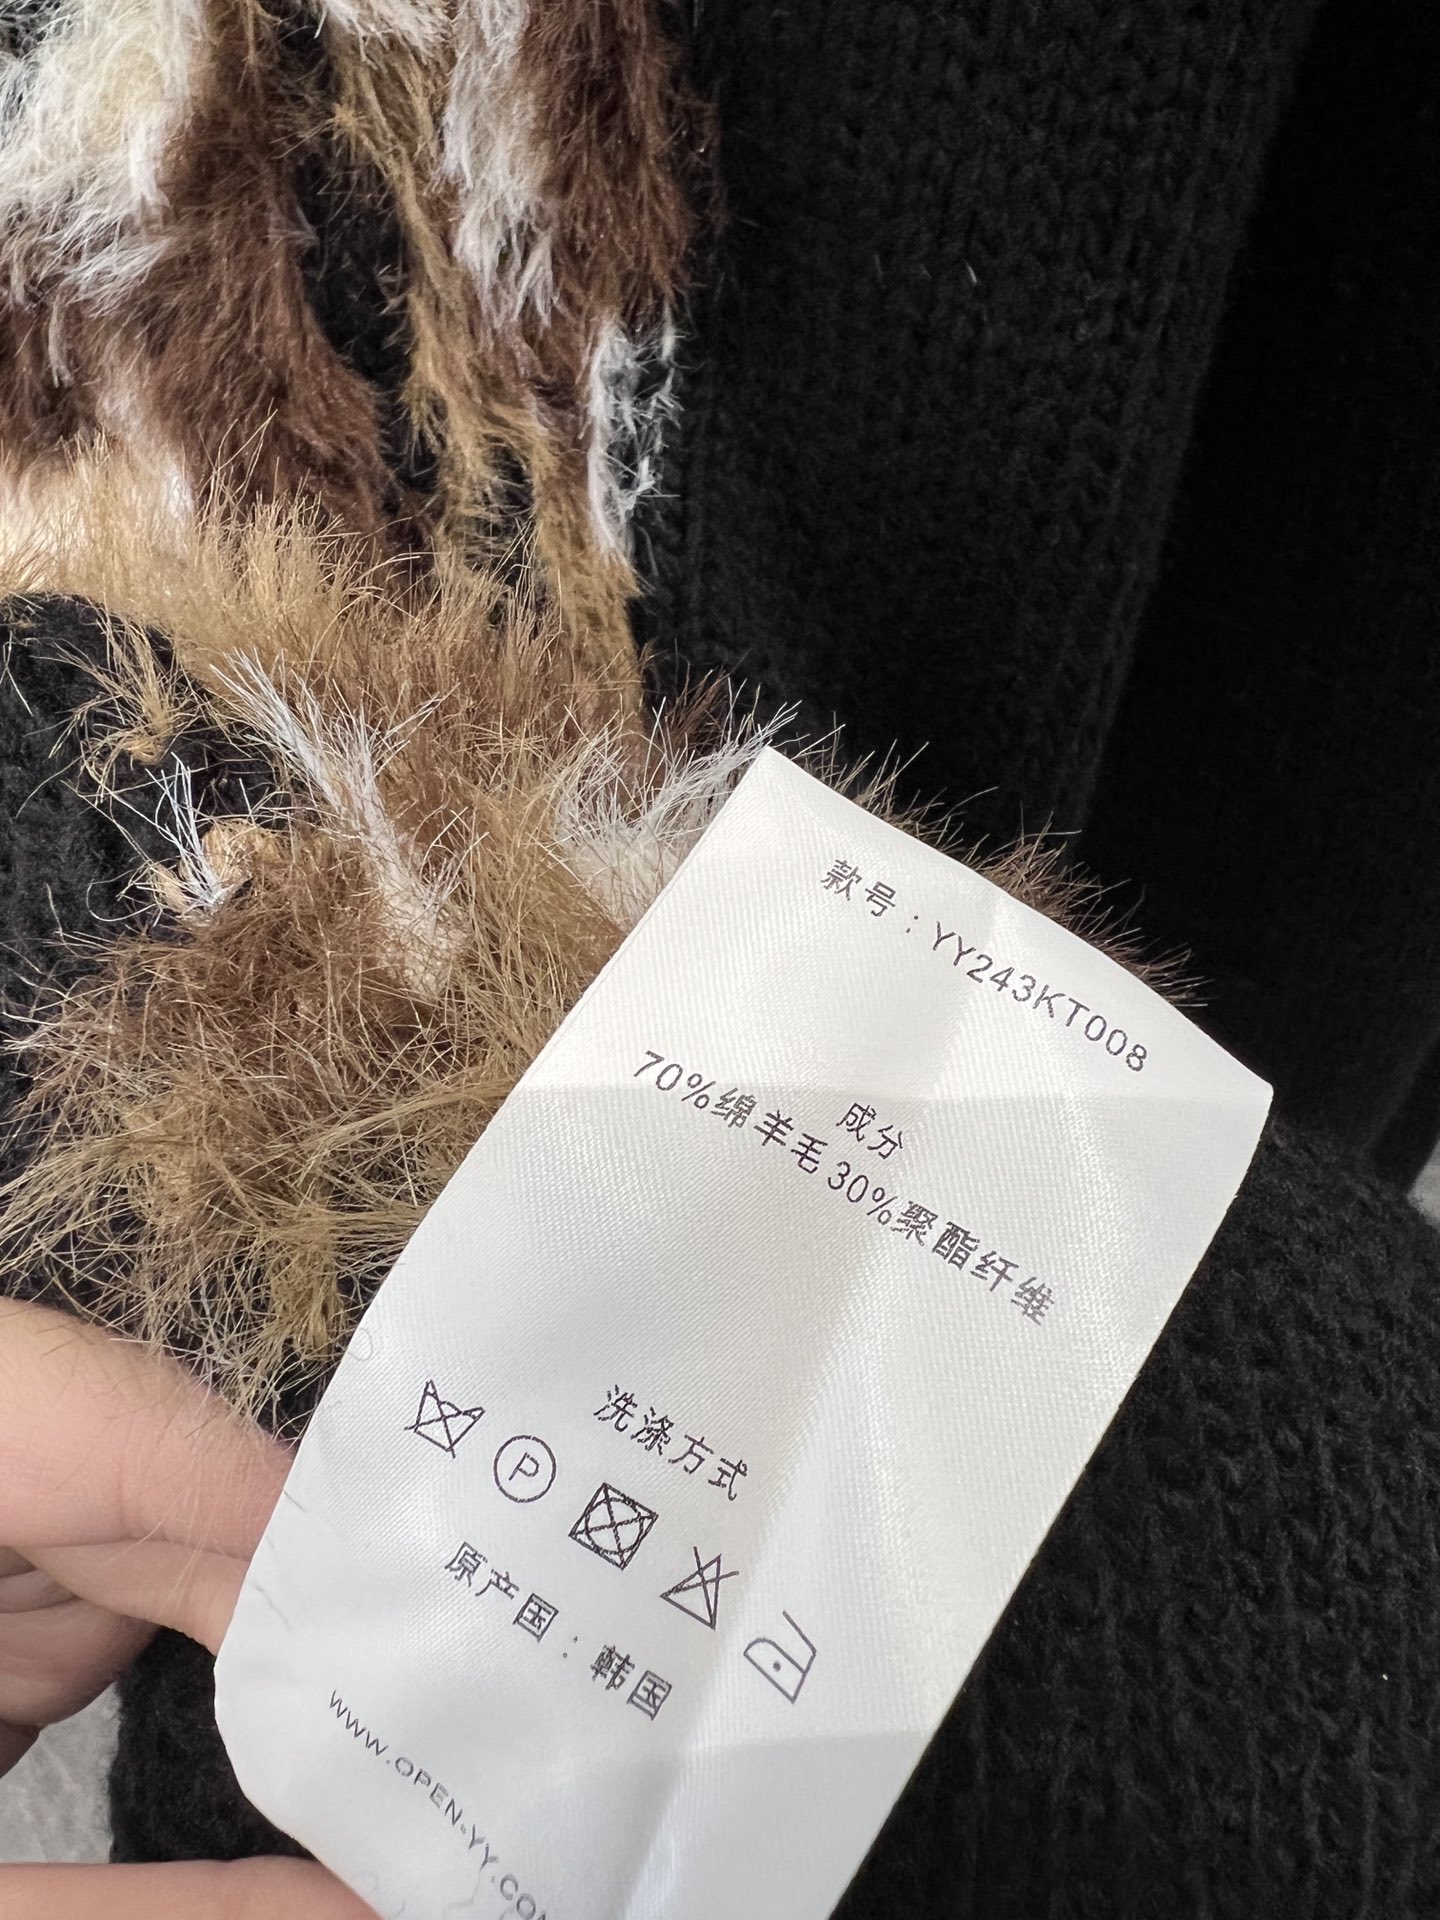 款号：YY243KT008
成分
70%绵羊毛 30%聚酯纤维
洗涤方式
P
原产国：韩国
WWW.OPEN-YY.COM